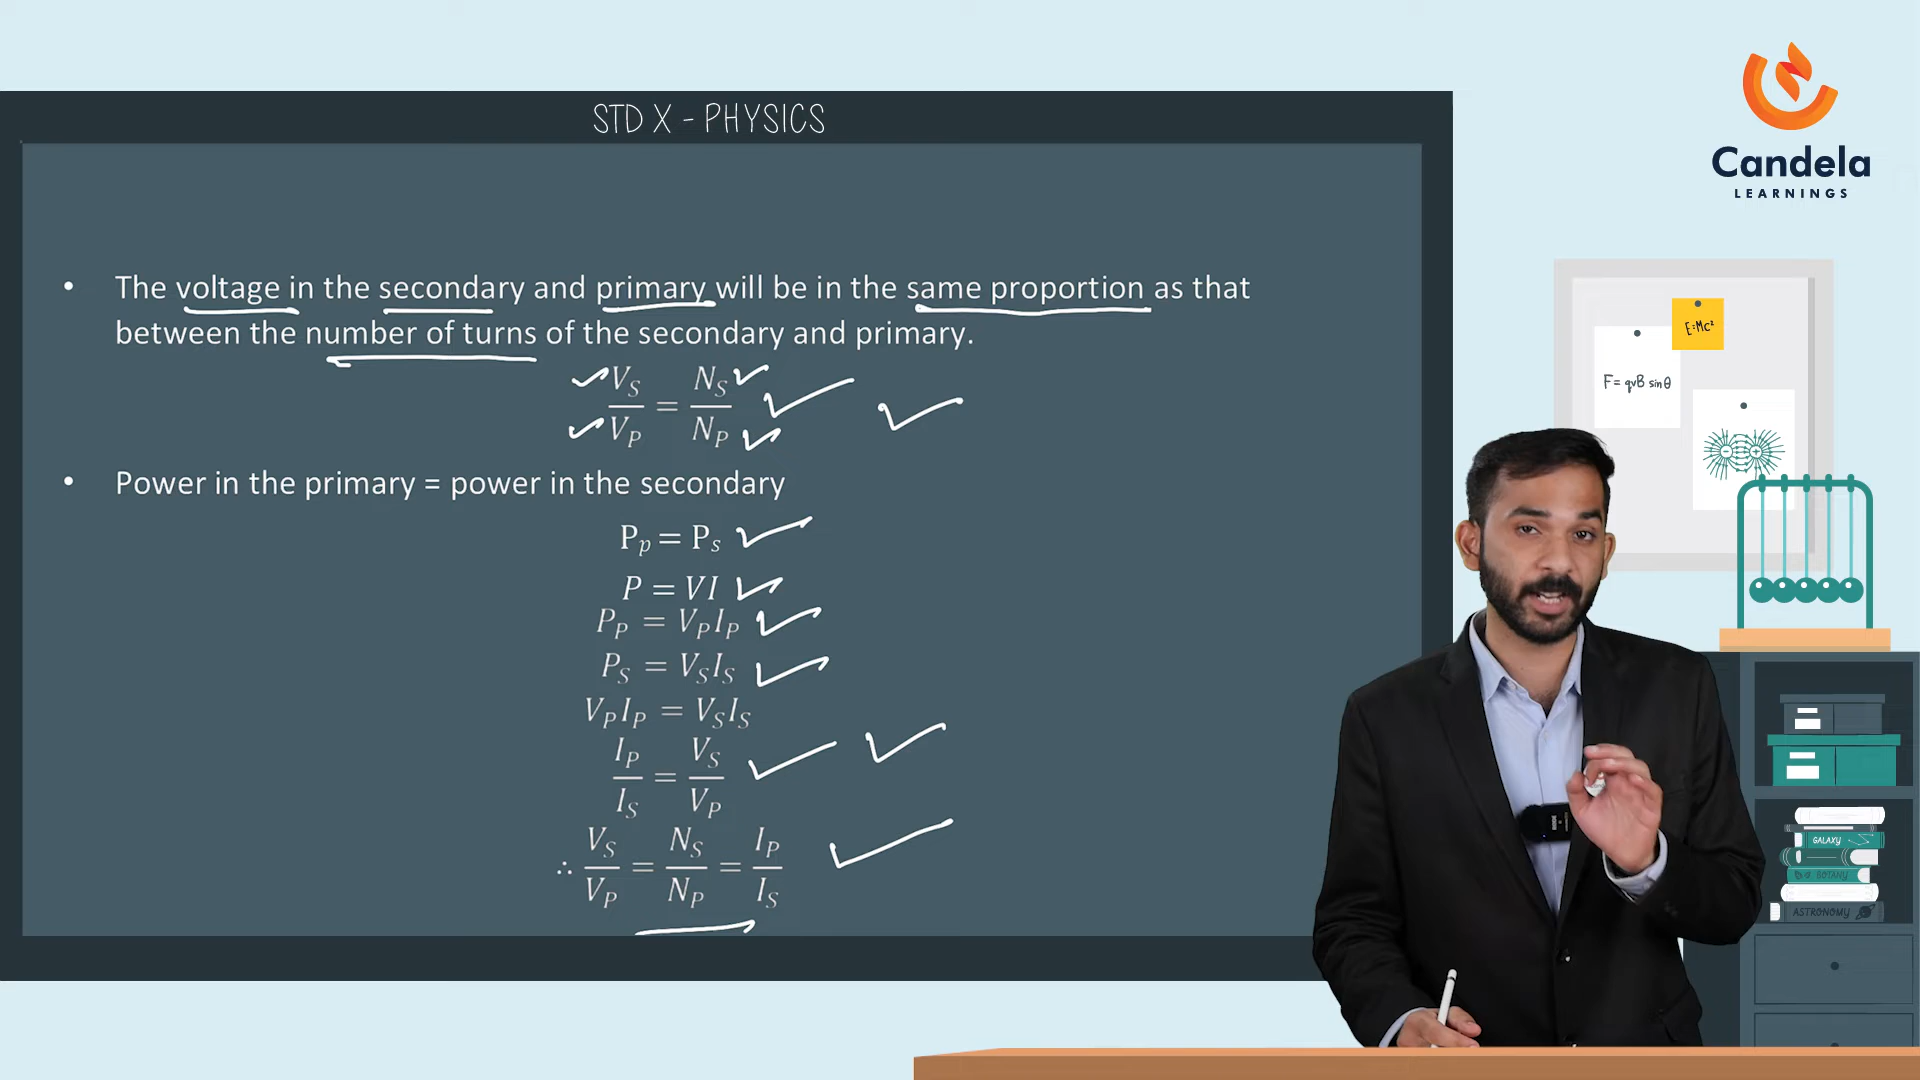 STD X - PHYSICS
Candela
LEARNINGS
• The voltage in the secondary and primary will be in the same proportion as that
between the number of turns of the secondary and primary.
V_S/V_P = N_S/N_P
• Power in the primary = power in the secondary
P_p = P_s
P = VI
P_P = V_P I_P
P_S = V_S I_S
V_P I_P = V_S I_S
I_P/I_S = V_S/V_P
∴ V_S/V_P = N_S/N_P = I_P/I_S
E=Mc²
F= qvB sinθ
GALAXY
BOTANY
ASTRONOMY